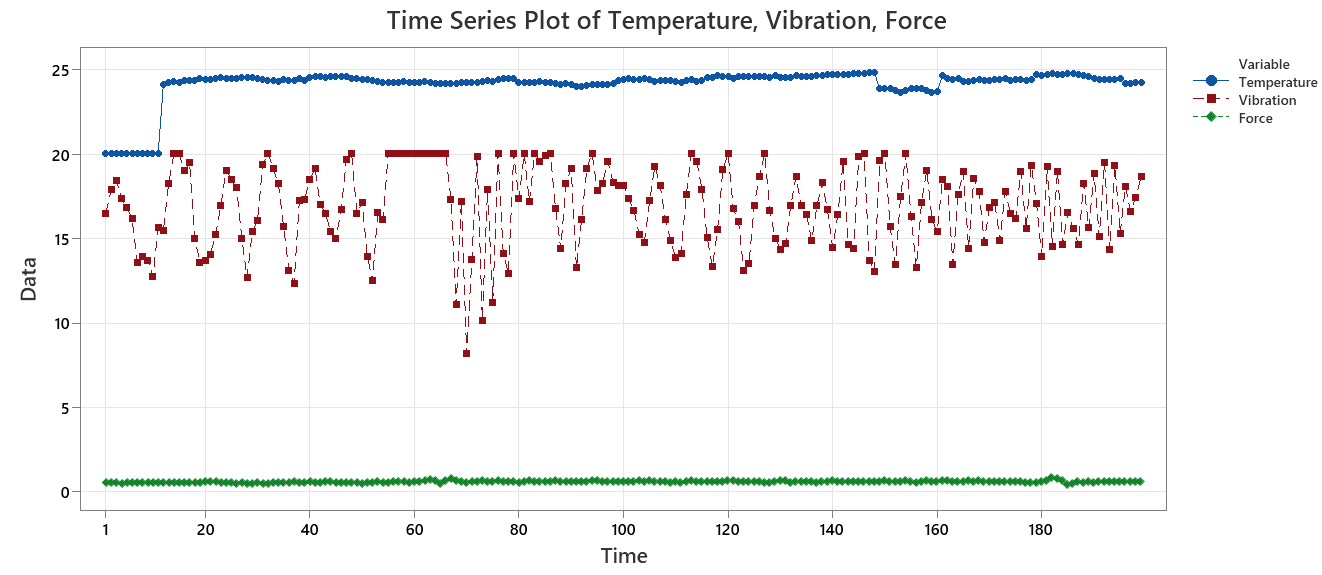 Time Series Plot of Temperature, Vibration, Force
Variable
Temperature
Vibration
Force
Data
25
20
15
10
5
0
1 20 40 60 80 100 120 140 160 180
Time